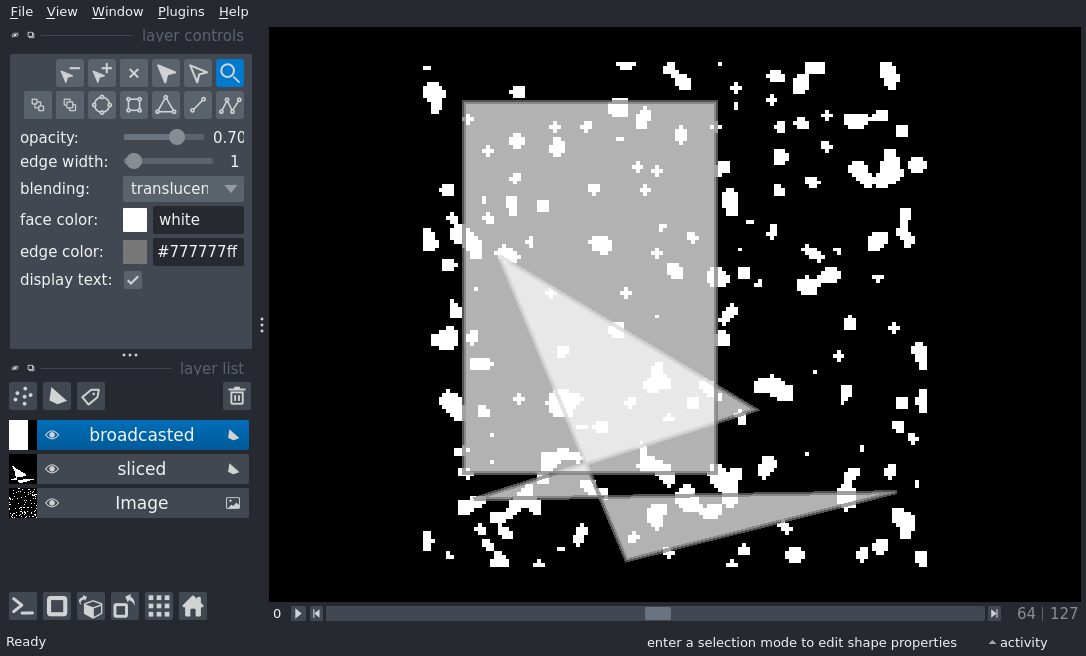 File View Window Plugins Help
layer controls
opacity: 0.70
edge width: 1
blending: translucen
face color: white
edge color: #777777ff
display text:
layer list
broadcasted
sliced
Image
0 64 | 127
Ready enter a selection mode to edit shape properties activity